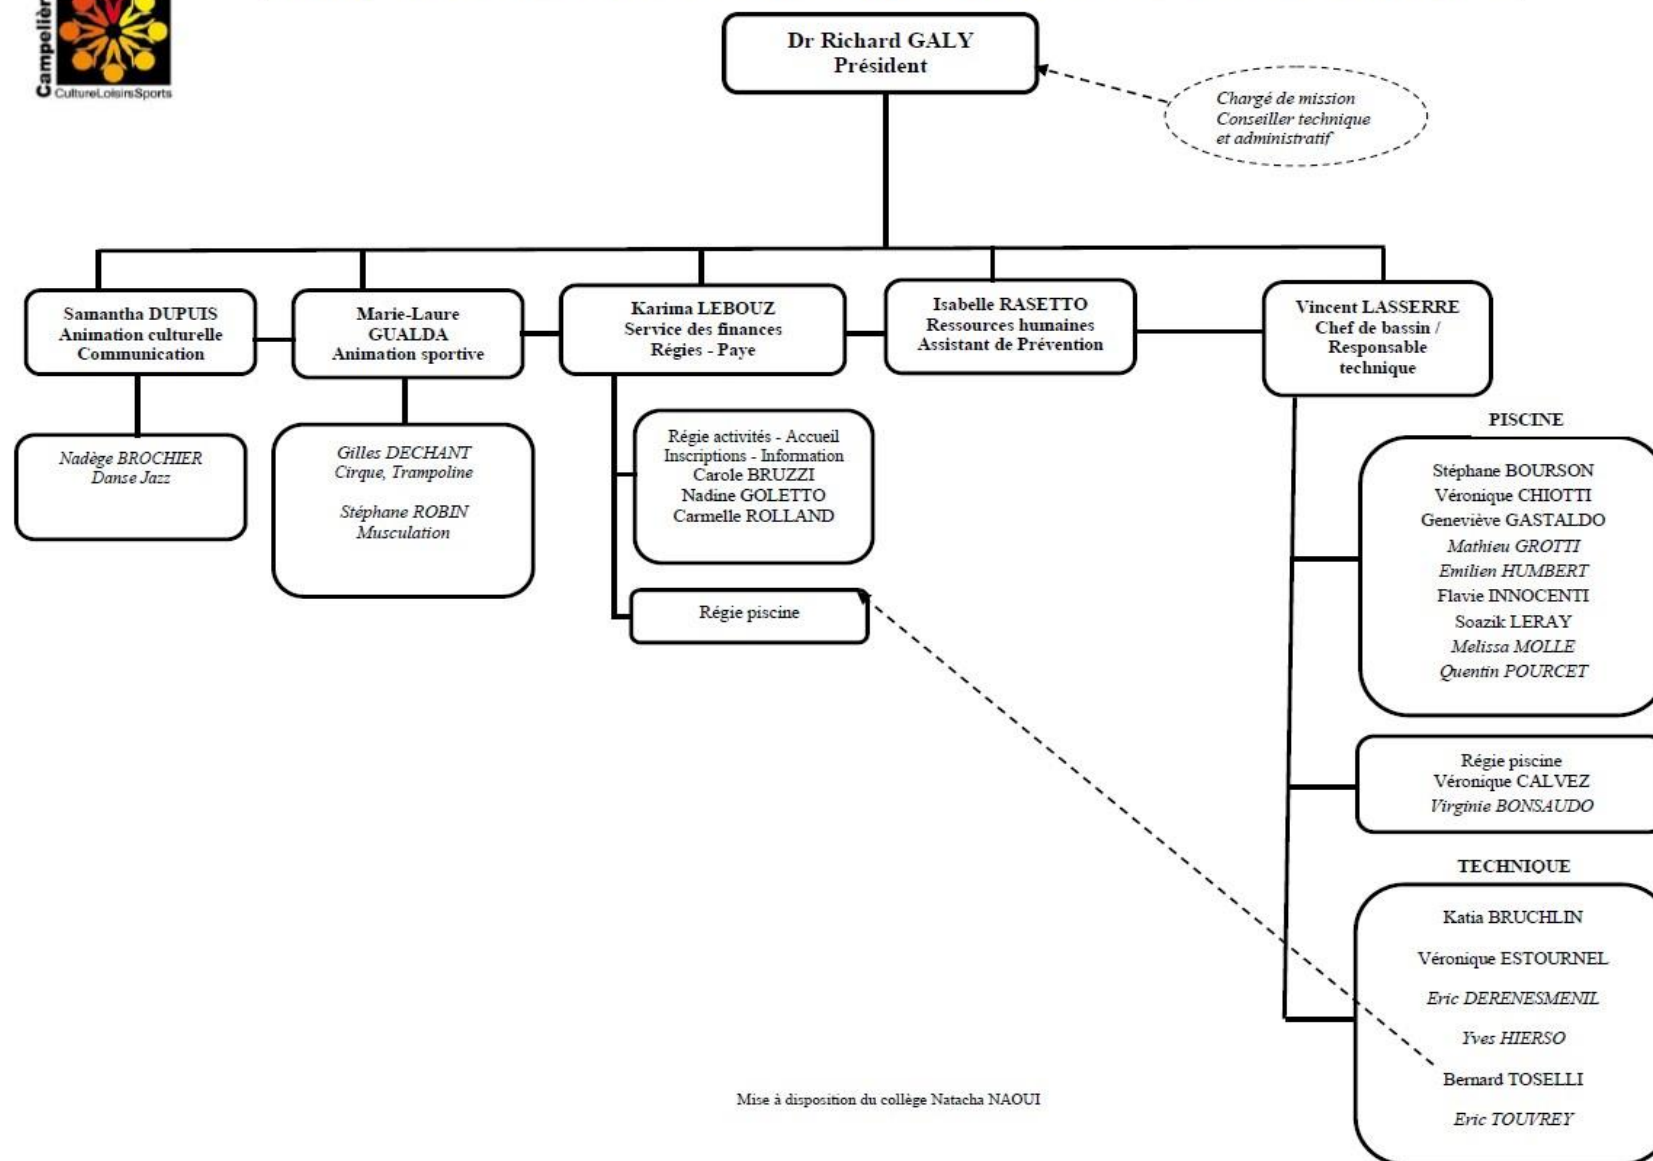 Campelièr
CultureLoisirsSports
Dr Richard GALY
Président
Chargé de mission
Conseiller technique
et administratif
Samantha DUPUIS
Animation culturelle
Communication
Marie-Laure
GUALDA
Animation sportive
Karima LEBOUZ
Service des finances
Régies - Paye
Isabelle RASETTO
Ressources humaines
Assistant de Prévention
Vincent LASSERRE
Chef de bassin /
Responsable
technique
Nadège BROCHIER
Danse Jazz
Gilles DECHANT
Cirque, Trampoline
Stéphane ROBIN
Musculation
Régie activités - Accueil
Inscriptions - Information
Carole BRUZZI
Nadine GOLETTO
Carmelle ROLLAND
Régie piscine
PISCINE
Stéphane BOURSON
Véronique CHIOTTI
Geneviève GASTALDO
Mathieu GROTTI
Emilien HUMBERT
Flavie INNOCENTI
Soazik LERAY
Melissa MOLLE
Quentin POURCET
Régie piscine
Véronique CALVEZ
Virginie BONSAUDO
TECHNIQUE
Katia BRUCHLIN
Véronique ESTOURNEL
Eric DERENESMENIL
Yves HIERSO
Bernard TOSELLI
Eric TOUVREY
Mise à disposition du collège Natacha NAOUI